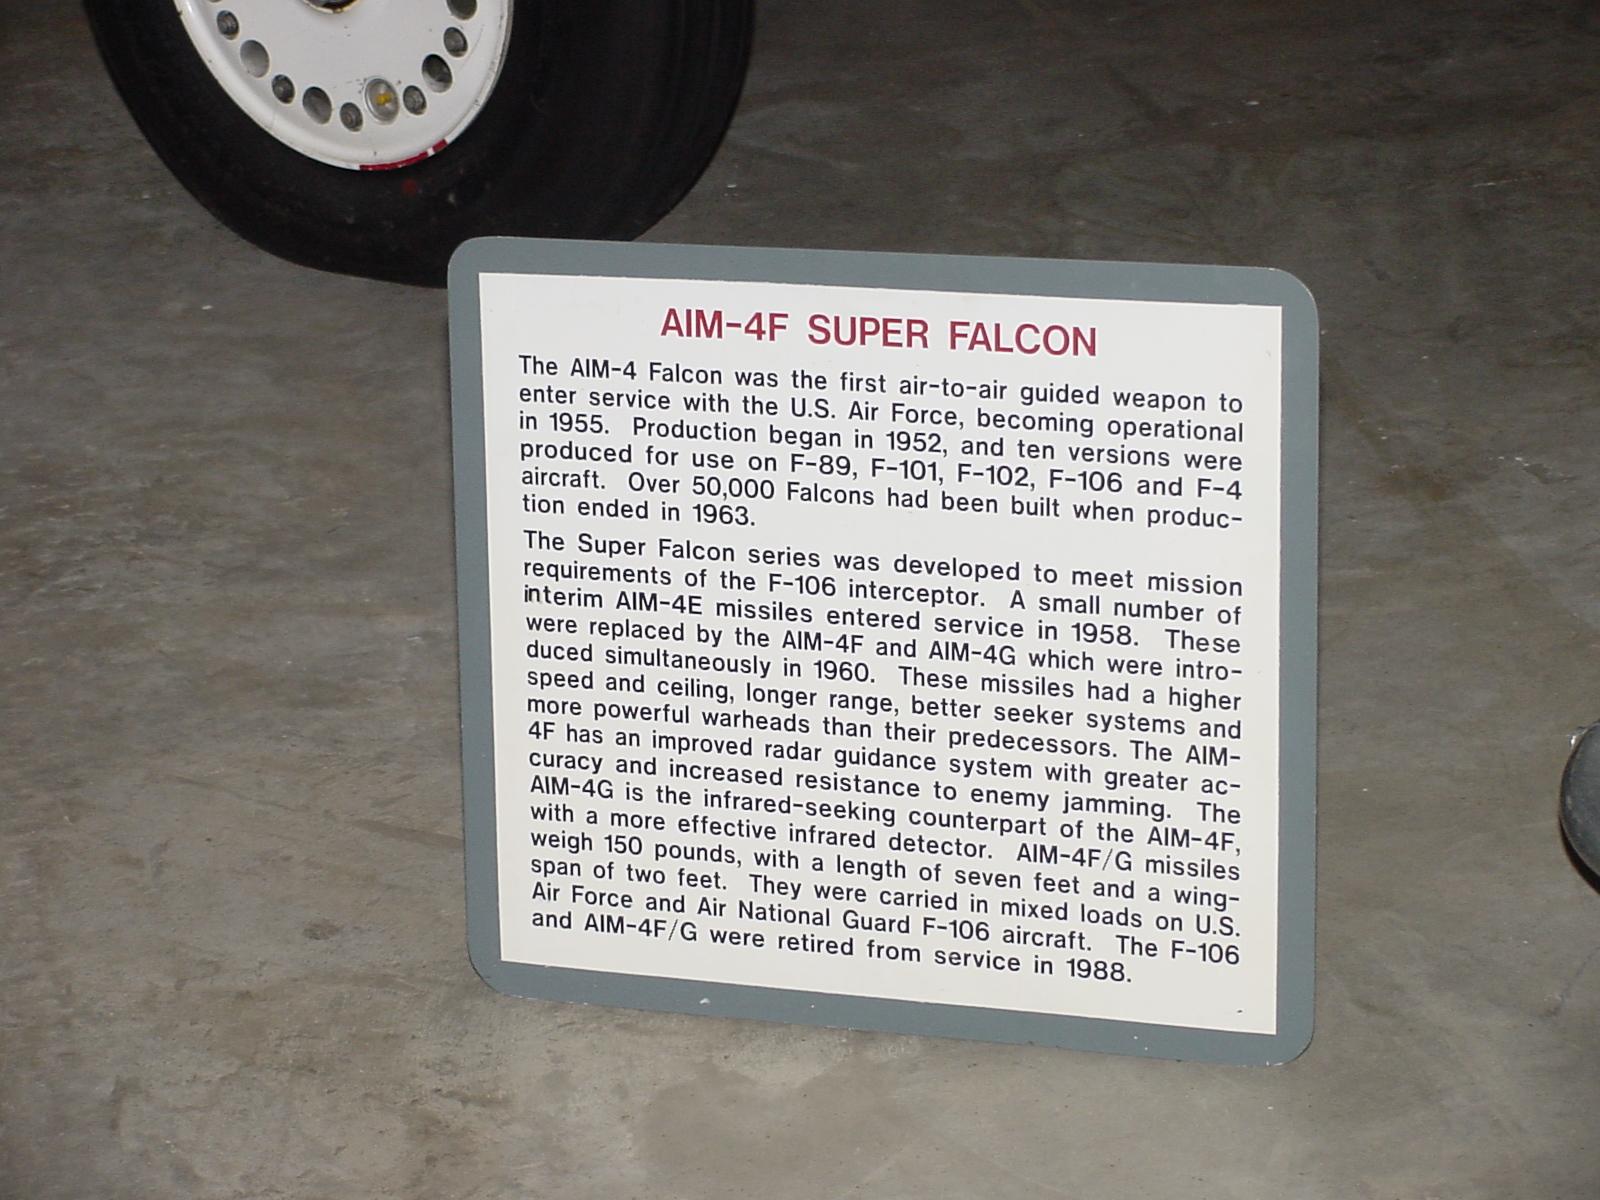 AIM-4F SUPER FALCON
The AIM-4 Falcon was the first air-to-air guided weapon to
enter service with the U.S. Air Force, becoming operational
in 1955. Production began in 1952, and ten versions were
produced for use on F-89, F-101, F-102, F-106 and F-4
aircraft. Over 50,000 Falcons had been built when produc-
tion ended in 1963.
The Super Falcon series was developed to meet mission
requirements of the F-106 interceptor. A small number of
interim AIM-4E missiles entered service in 1958. These
were replaced by the AIM-4F and AIM-4G which were intro-
duced simultaneously in 1960. These missiles had a higher
speed and ceiling, longer range, better seeker systems and
more powerful warheads than their predecessors. The AIM-
4F has an improved radar guidance system with greater ac-
curacy and increased resistance to enemy jamming. The
AIM-4G is the infrared-seeking counterpart of the AIM-4F,
with a more effective infrared detector. AIM-4F/G missiles
weigh 150 pounds, with a length of seven feet and a wing-
span of two feet. They were carried in mixed loads on U.S.
Air Force and Air National Guard F-106 aircraft. The F-106
and AIM-4F/G were retired from service in 1988.